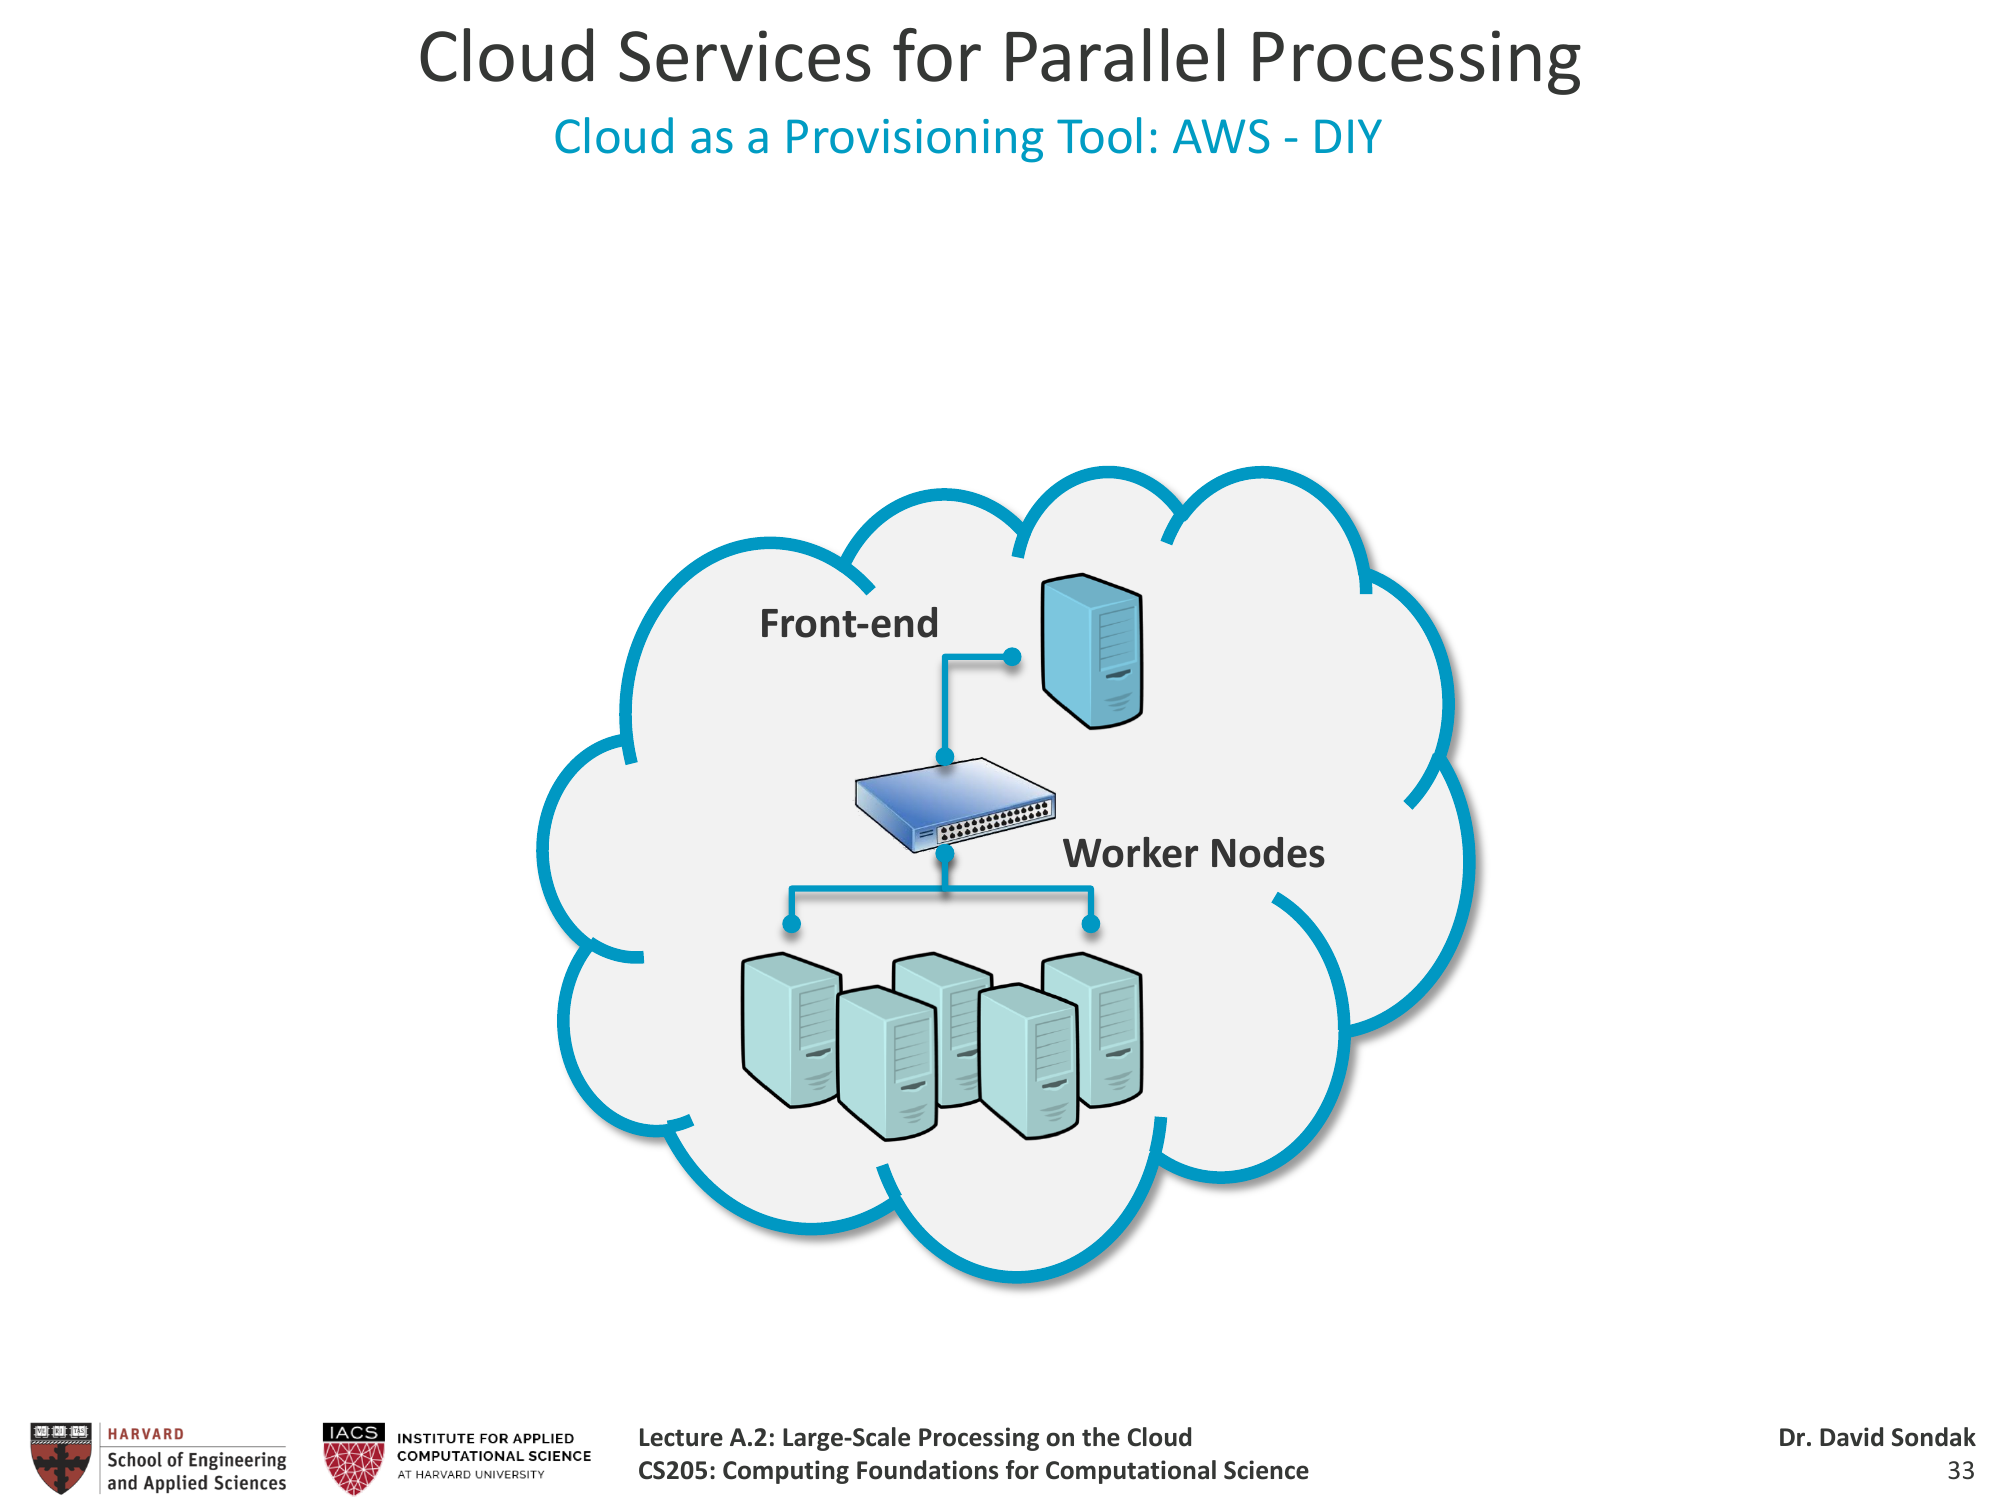 Cloud Services for Parallel Processing
Cloud as a Provisioning Tool: AWS - DIY
Front-end
Worker Nodes
HARVARD
School of Engineering
and Applied Sciences
IACS
INSTITUTE FOR APPLIED
COMPUTATIONAL SCIENCE
AT HARVARD UNIVERSITY
Lecture A.2: Large-Scale Processing on the Cloud
CS205: Computing Foundations for Computational Science
Dr. David Sondak
33